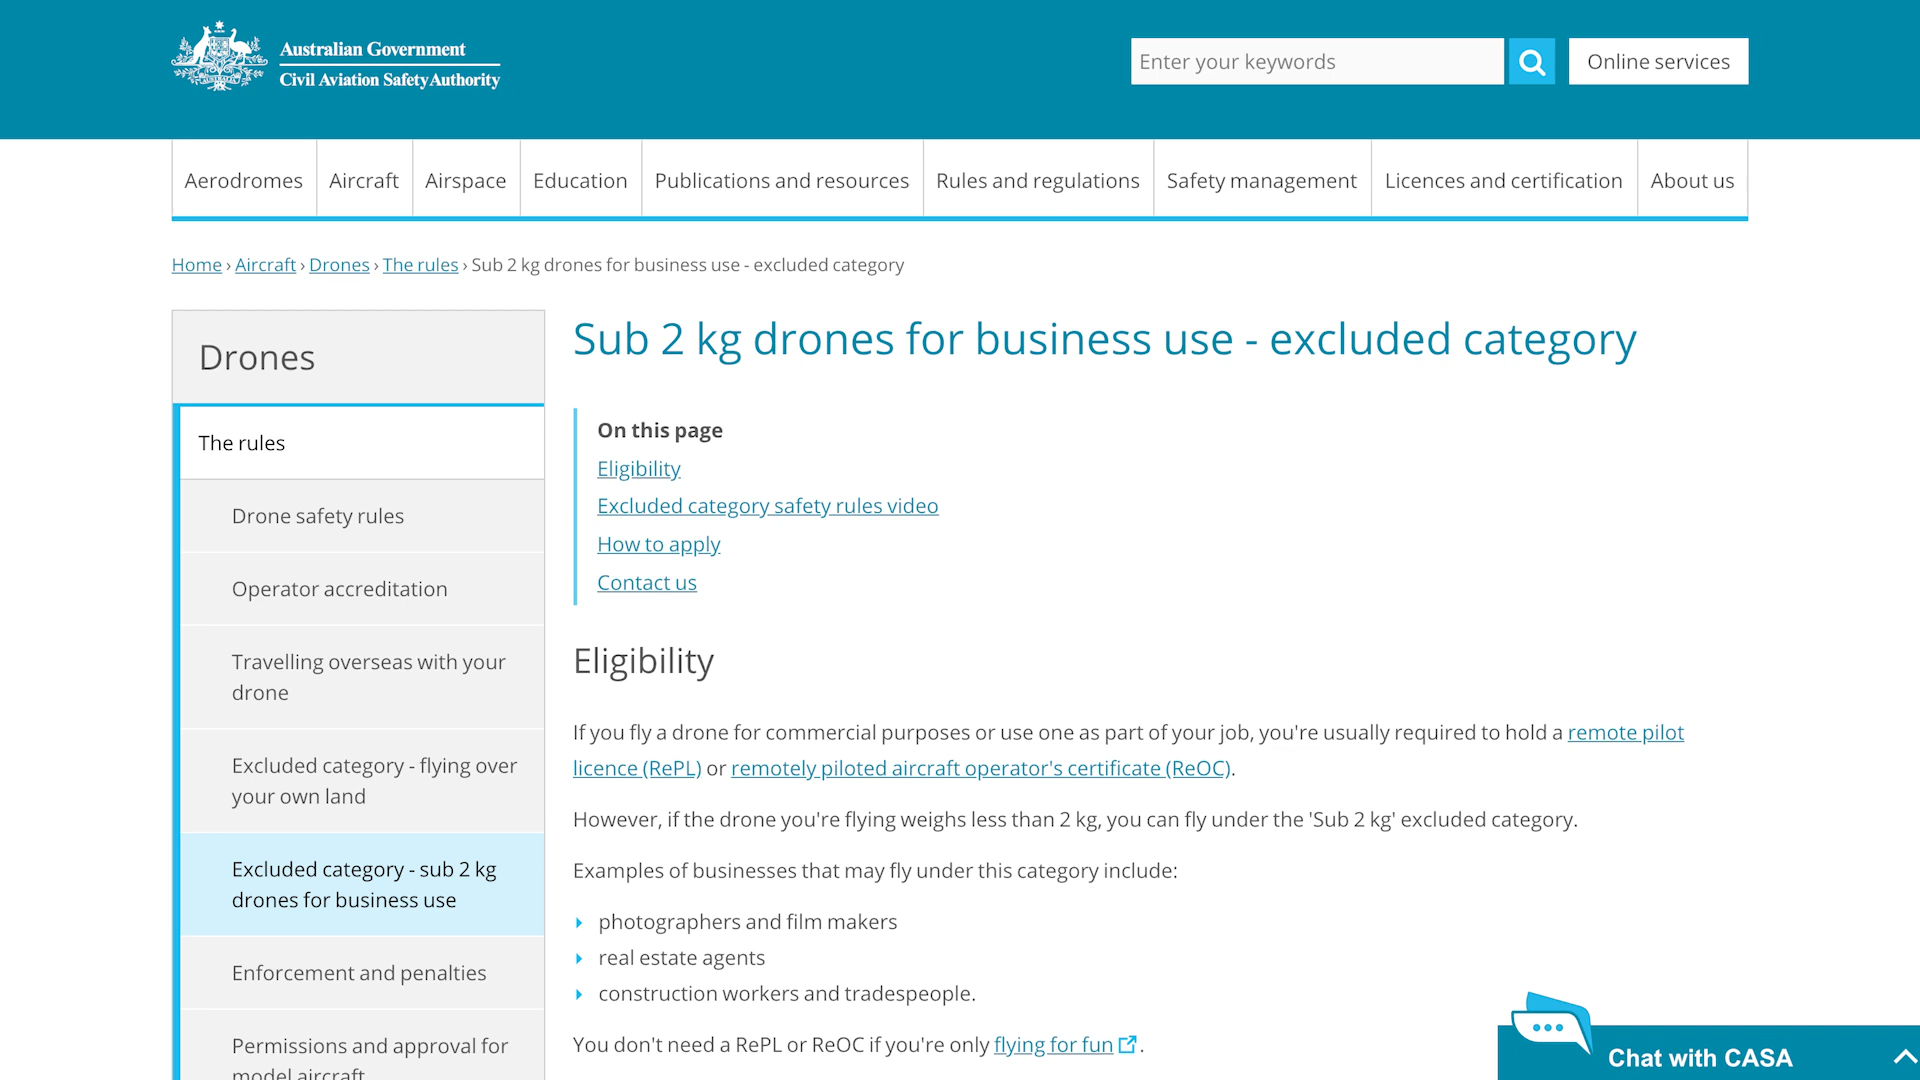 Australian Government
Civil Aviation Safety Authority
Enter your keywords
Online services
Aerodromes
Aircraft
Airspace
Education
Publications and resources
Rules and regulations
Safety management
Licences and certification
About us
Home › Aircraft › Drones › The rules › Sub 2 kg drones for business use - excluded category
Drones
The rules
Drone safety rules
Operator accreditation
Travelling overseas with your
drone
Excluded category - flying over
your own land
Excluded category - sub 2 kg
drones for business use
Enforcement and penalties
Permissions and approval for
model aircraft
Sub 2 kg drones for business use - excluded category
On this page
Eligibility
Excluded category safety rules video
How to apply
Contact us
Eligibility
If you fly a drone for commercial purposes or use one as part of your job, you're usually required to hold a remote pilot
licence (RePL) or remotely piloted aircraft operator's certificate (ReOC).
However, if the drone you're flying weighs less than 2 kg, you can fly under the 'Sub 2 kg' excluded category.
Examples of businesses that may fly under this category include:
photographers and film makers
real estate agents
construction workers and tradespeople.
You don't need a RePL or ReOC if you're only flying for fun.
Chat with CASA